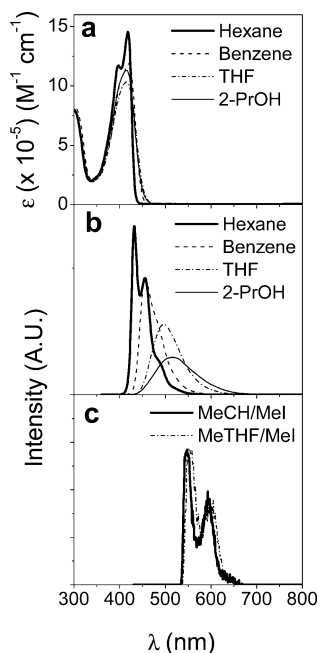 a
Hexane
Benzene
THF
2-PrOH
15
10
5
0
ε (x 10⁻⁵) (M⁻¹ cm⁻¹)
b
Hexane
Benzene
THF
2-PrOH
Intensity (A.U.)
c
MeCH/MeI
MeTHF/MeI
300 400 500 600 700 800
λ (nm)